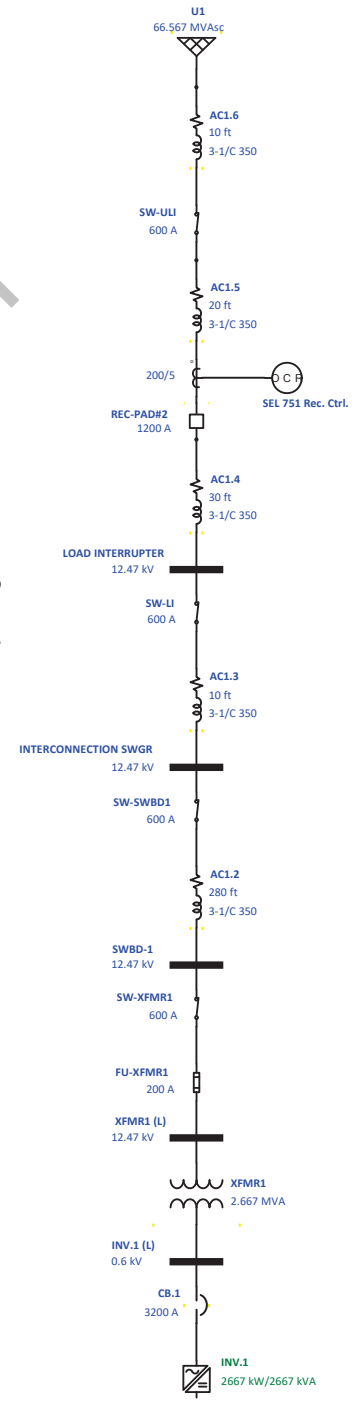 U1
66.567 MVAsc
AC1.6
10 ft
3-1/C 350
SW-ULI
600 A
AC1.5
20 ft
3-1/C 350
200/5
OCR
SEL 751 Rec. Ctrl.
REC-PAD#2
1200 A
AC1.4
30 ft
3-1/C 350
LOAD INTERRUPTER
12.47 kV
SW-LI
600 A
AC1.3
10 ft
3-1/C 350
INTERCONNECTION SWGR
12.47 kV
SW-SWBD1
600 A
AC1.2
280 ft
3-1/C 350
SWBD-1
12.47 kV
SW-XFMR1
600 A
FU-XFMR1
200 A
XFMR1 (L)
12.47 kV
XFMR1
2.667 MVA
INV.1 (L)
0.6 kV
CB.1
3200 A
INV.1
2667 kW/2667 kVA